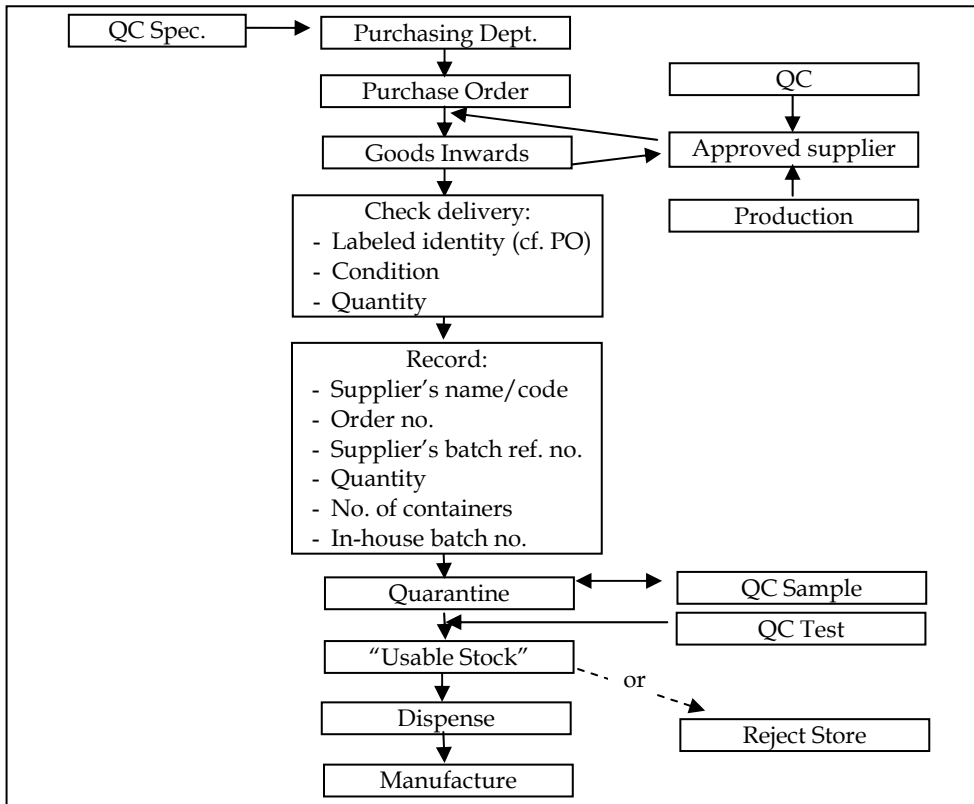 QC Spec.
Purchasing Dept.
Purchase Order
QC
Goods Inwards
Approved supplier
Production
Check delivery:
- Labeled identity (cf. PO)
- Condition
- Quantity
Record:
- Supplier’s name/code
- Order no.
- Supplier’s batch ref. no.
- Quantity
- No. of containers
- In-house batch no.
Quarantine
QC Sample
QC Test
“Usable Stock”
or
Dispense
Reject Store
Manufacture